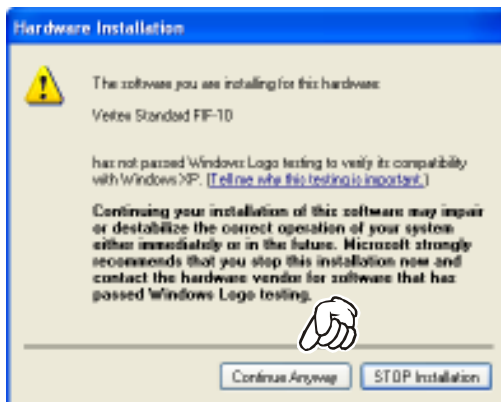 Hardware Installation
The software you are installing for this hardware:
Vertex Standard FIF-10
has not passed Windows Logo testing to verify its compatibility
with Windows XP. (Tell me why this testing is important.)
Continuing your installation of this software may impair
or destabilize the correct operation of your system
either immediately or in the future. Microsoft strongly
recommends that you stop this installation now and
contact the hardware vendor for software that has
passed Windows Logo testing.
Continue Anyway STOP Installation